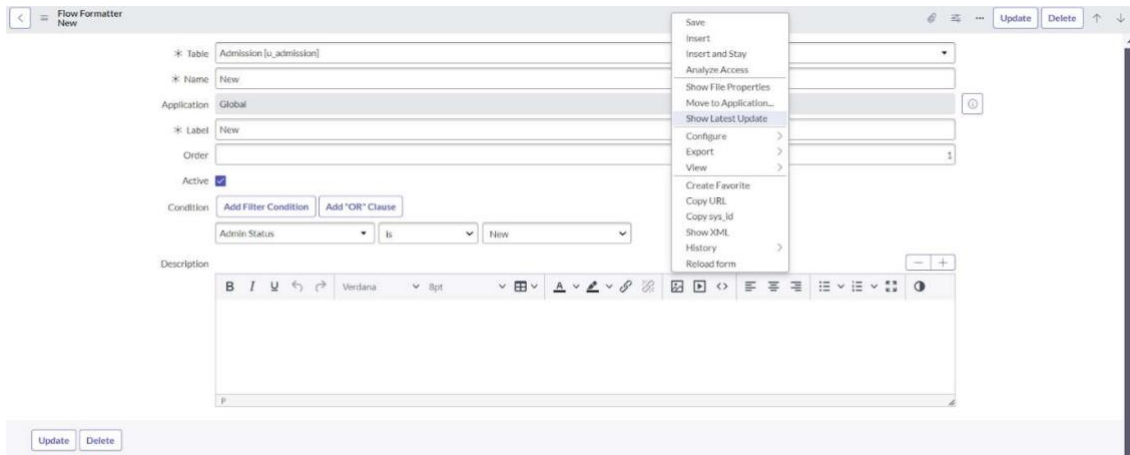 Flow Formatter
New
Update Delete
Save
Insert
Insert and Stay
Analyze Access
Show File Properties
Move to Application...
Show Latest Update
Configure
Export
View
Create Favorite
Copy URL
Copy sys_id
Show XML
History
Reload form
* Table Admission [u_admission]
* Name New
Application Global
* Label New
Order 1
Active
Condition Add Filter Condition Add "OR" Clause
Admin Status is New
Description
B I U Verdana 8pt A
P
Update Delete